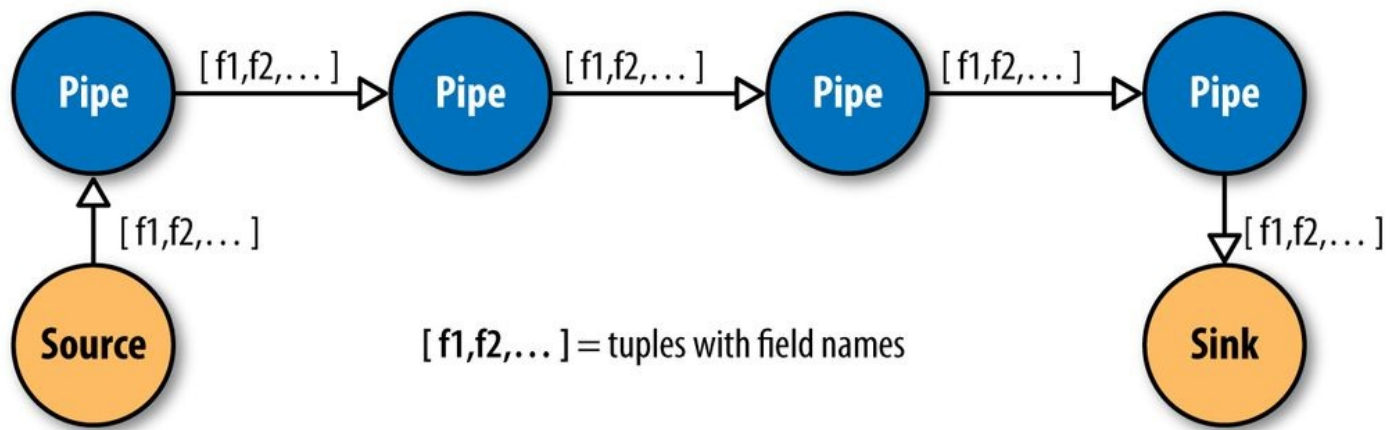 [ f1,f2,... ]
[ f1,f2,... ]
[ f1,f2,... ]
Pipe
Pipe
Pipe
Pipe
[ f1,f2,... ]
[ f1,f2,... ]
Source
[ f1,f2,... ] = tuples with field names
Sink